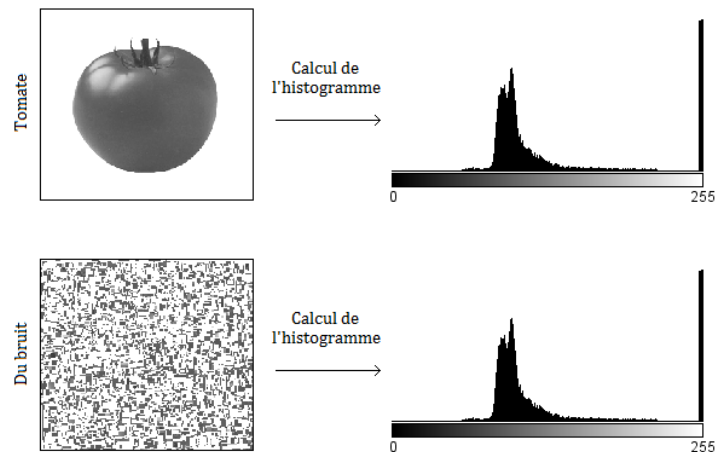 Tomate
Calcul de
l'histogramme
0
255
Du bruit
Calcul de
l'histogramme
0
255